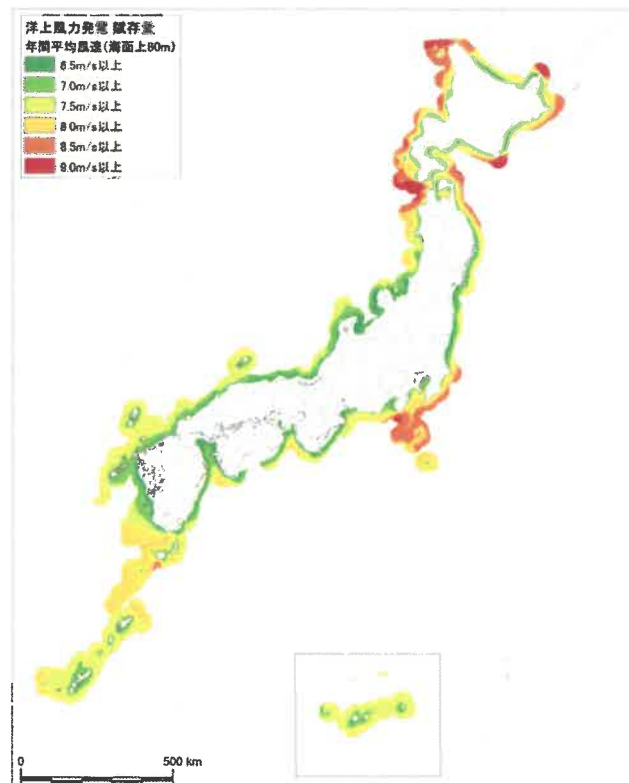 洋上風力発電 賦存量
年間平均風速(海面上80m)
6.5m/s以上
7.0m/s以上
7.5m/s以上
8.0m/s以上
8.5m/s以上
9.0m/s以上
0
500 km